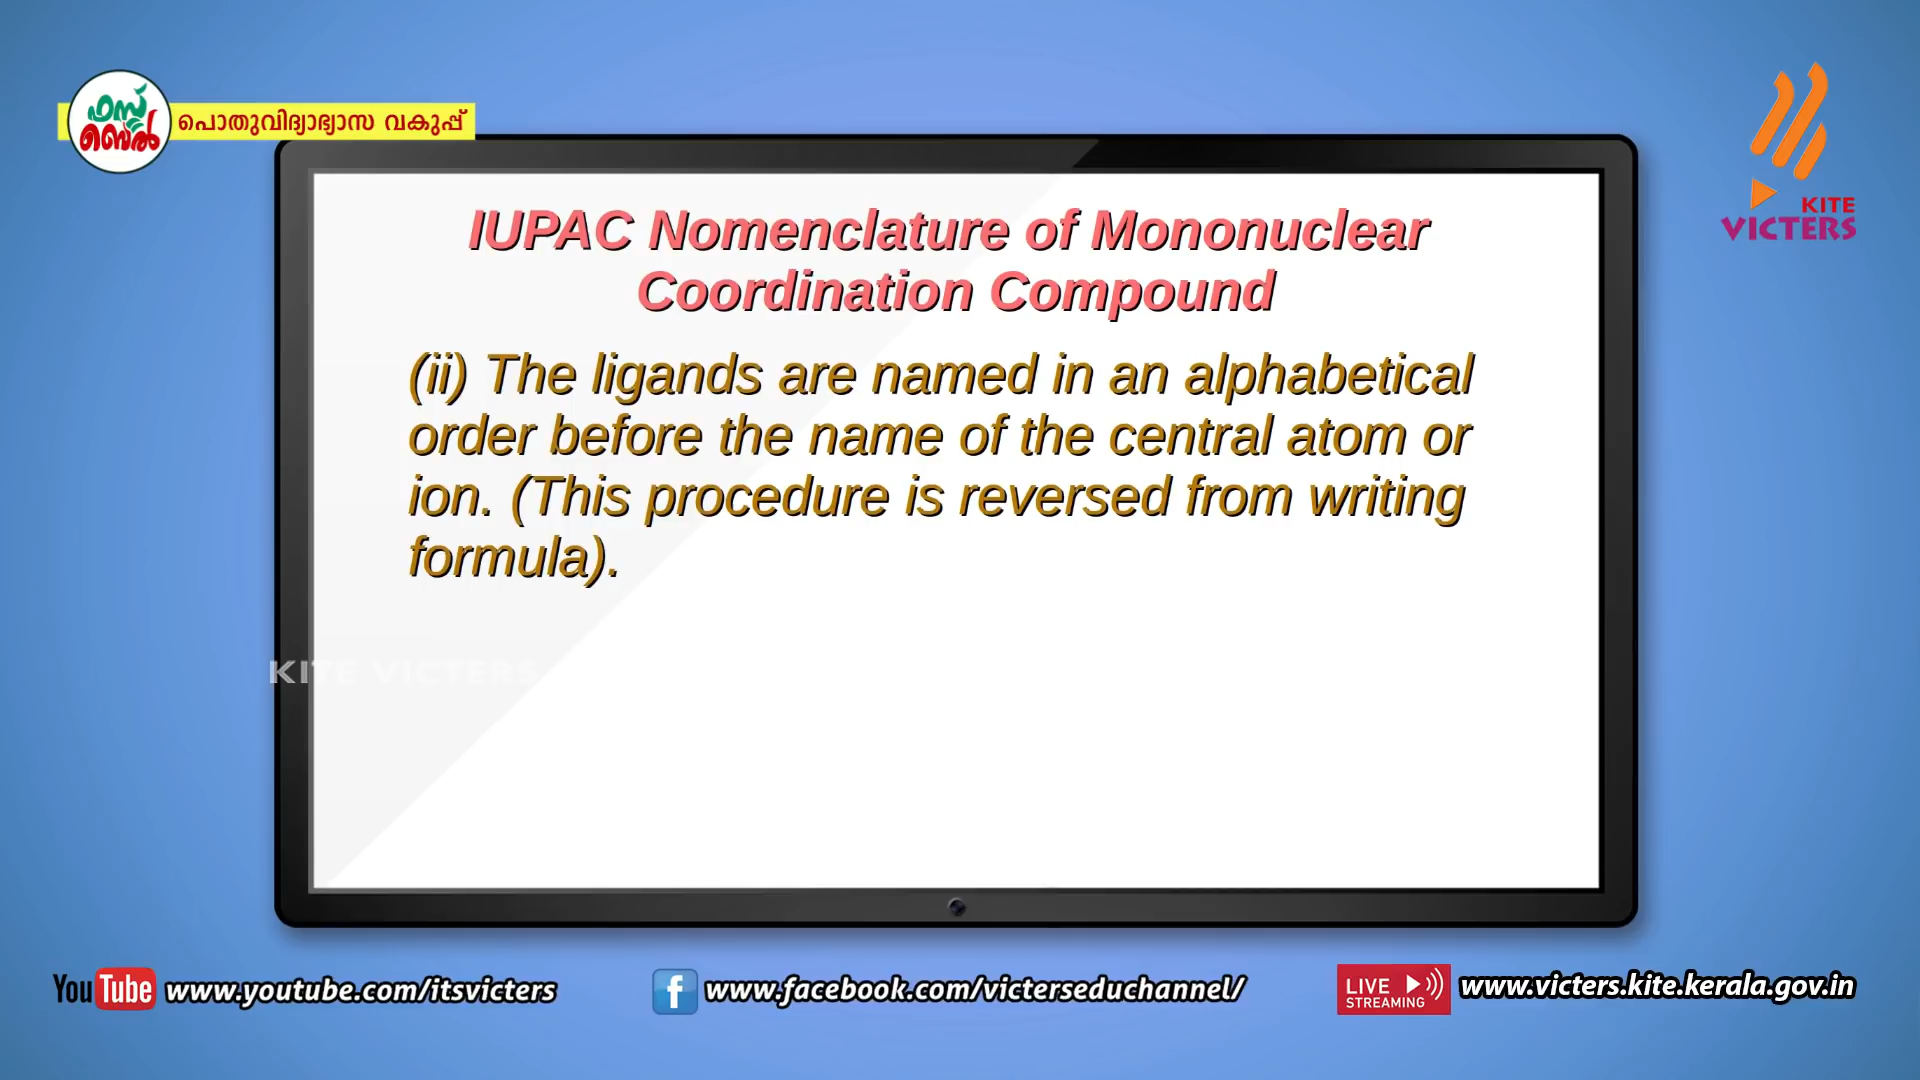 ഫസ്റ്റ്
ബെൽ
പൊതുവിദ്യാഭ്യാസ വകുപ്പ്
KITE
VICTERS
IUPAC Nomenclature of Mononuclear
Coordination Compound
(ii) The ligands are named in an alphabetical
order before the name of the central atom or
ion. (This procedure is reversed from writing
formula).
KITE VICTERS
YouTube www.youtube.com/itsvicters
f www.facebook.com/victerseduchannel/
LIVE
STREAMING
www.victers.kite.kerala.gov.in